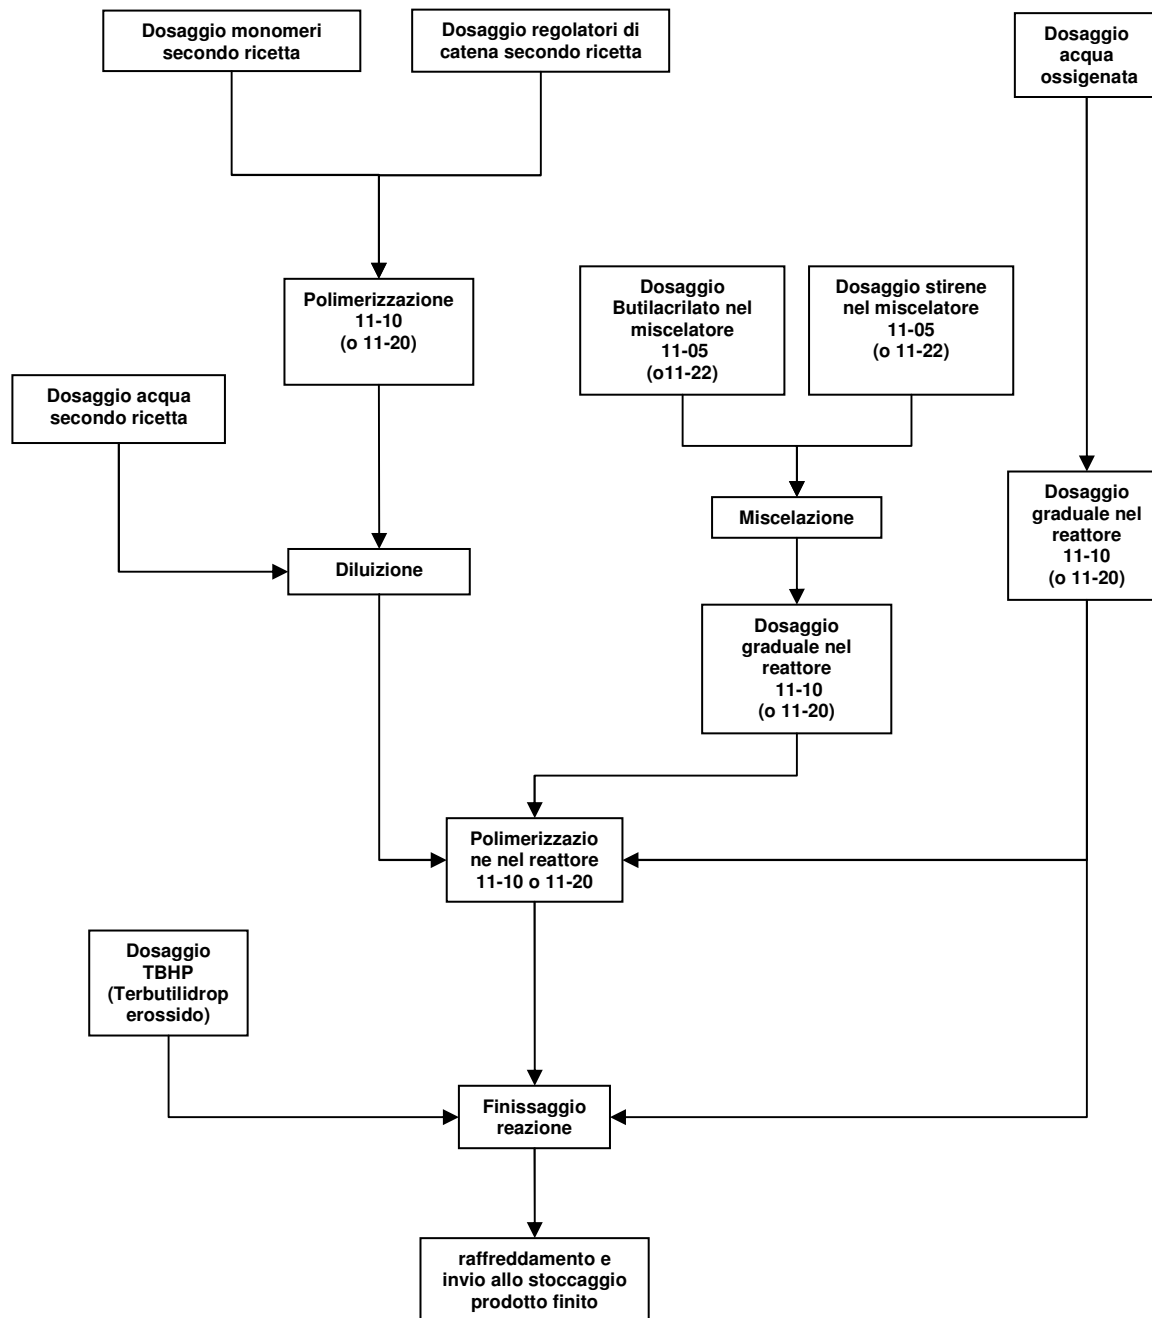 Dosaggio monomeri
secondo ricetta
Dosaggio regolatori di
catena secondo ricetta
Dosaggio
acqua
ossigenata
Polimerizzazione
11-10
(o 11-20)
Dosaggio
Butilacrilato nel
miscelatore
11-05
(o11-22)
Dosaggio stirene
nel miscelatore
11-05
(o 11-22)
Dosaggio acqua
secondo ricetta
Miscelazione
Dosaggio
graduale nel
reattore
11-10
(o 11-20)
Diluizione
Dosaggio
graduale nel
reattore
11-10
(o 11-20)
Polimerizzazio
ne nel reattore
11-10 o 11-20
Dosaggio
TBHP
(Terbutilidrop
erossido)
Finissaggio
reazione
raffreddamento e
invio allo stoccaggio
prodotto finito